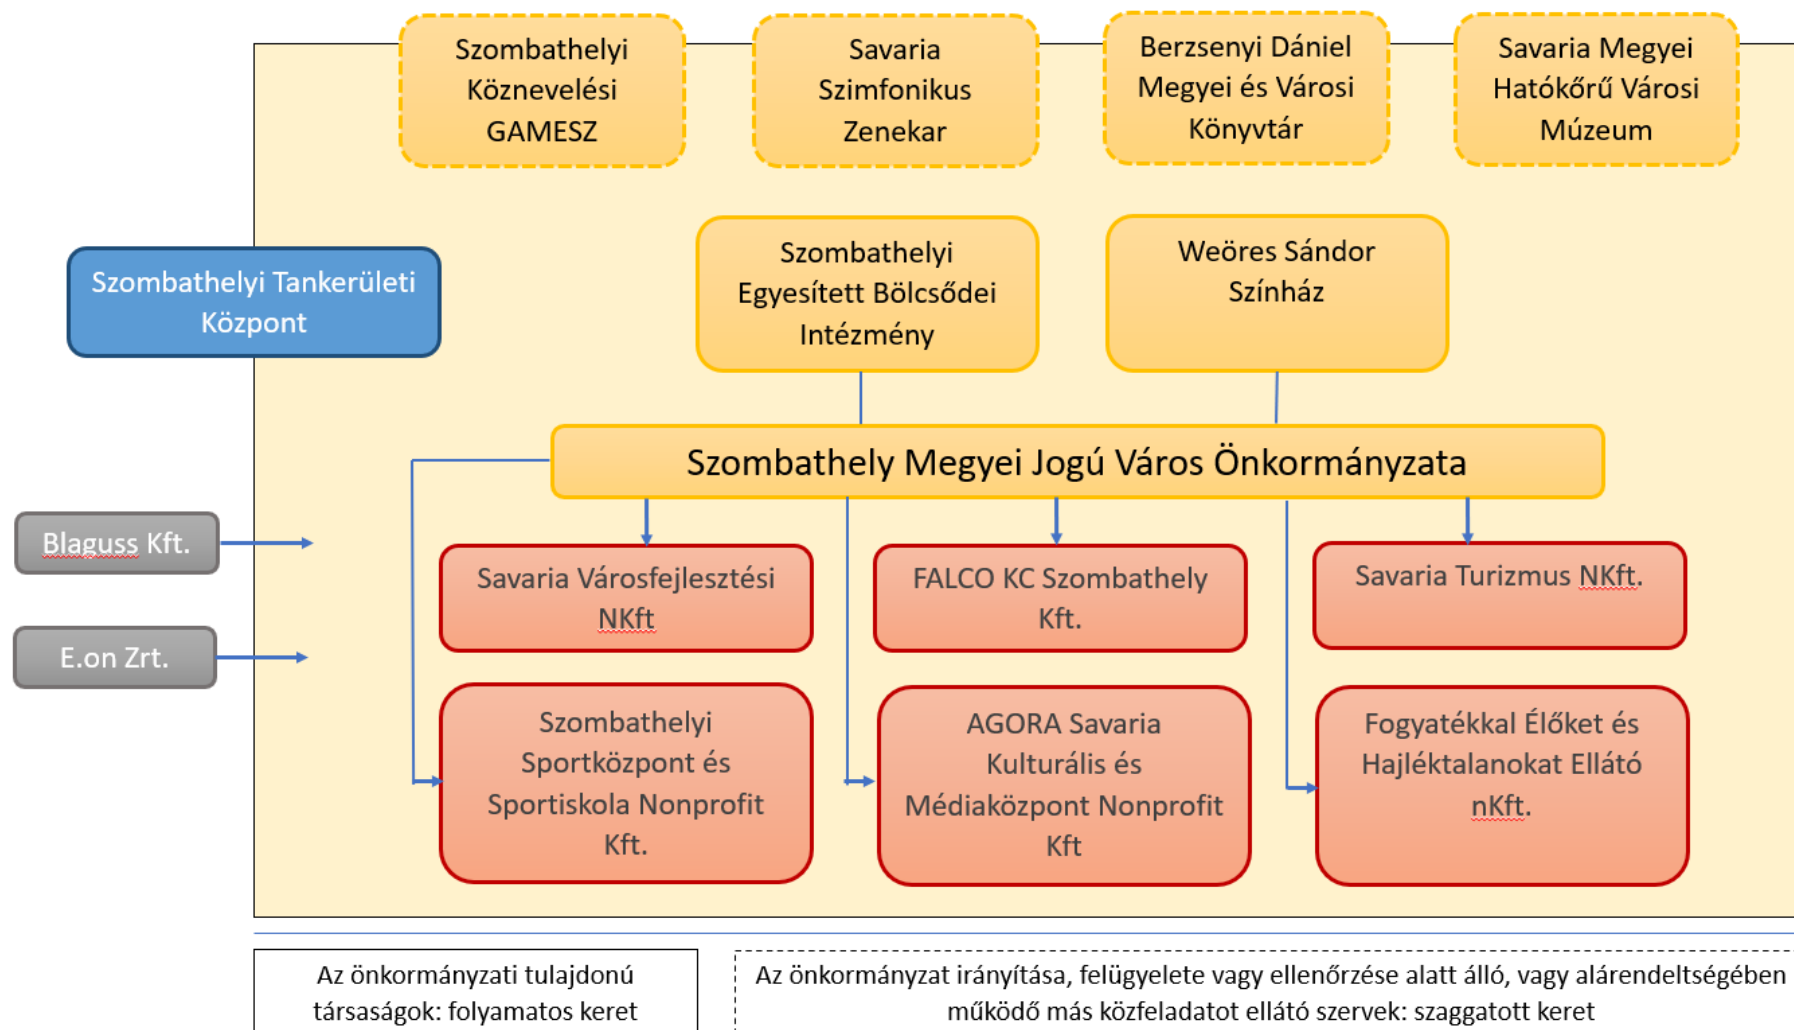 Szombathelyi
Köznevelési
GAMESZ
Savaria
Szimfonikus
Zenekar
Berzsenyi Dániel
Megyei és Városi
Könyvtár
Savaria Megyei
Hatókőrű Városi
Múzeum
Szombathelyi Tankerületi
Központ
Szombathelyi
Egyesített Bölcsődei
Intézmény
Weöres Sándor
Színház
Szombathely Megyei Jogú Város Önkormányzata
Blaguss Kft.
E.on Zrt.
Savaria Városfejlesztési
NKft
FALCO KC Szombathely
Kft.
Savaria Turizmus NKft.
Szombathelyi
Sportközpont és
Sportiskola Nonprofit
Kft.
AGORA Savaria
Kulturális és
Médiaközpont Nonprofit
Kft
Fogyatékkal Élőket és
Hajléktalanokat Ellátó
nKft.
Az önkormányzati tulajdonú
társaságok: folyamatos keret
Az önkormányzat irányítása, felügyelete vagy ellenőrzése alatt álló, vagy alárendeltségében
működő más közfeladatot ellátó szervek: szaggatott keret